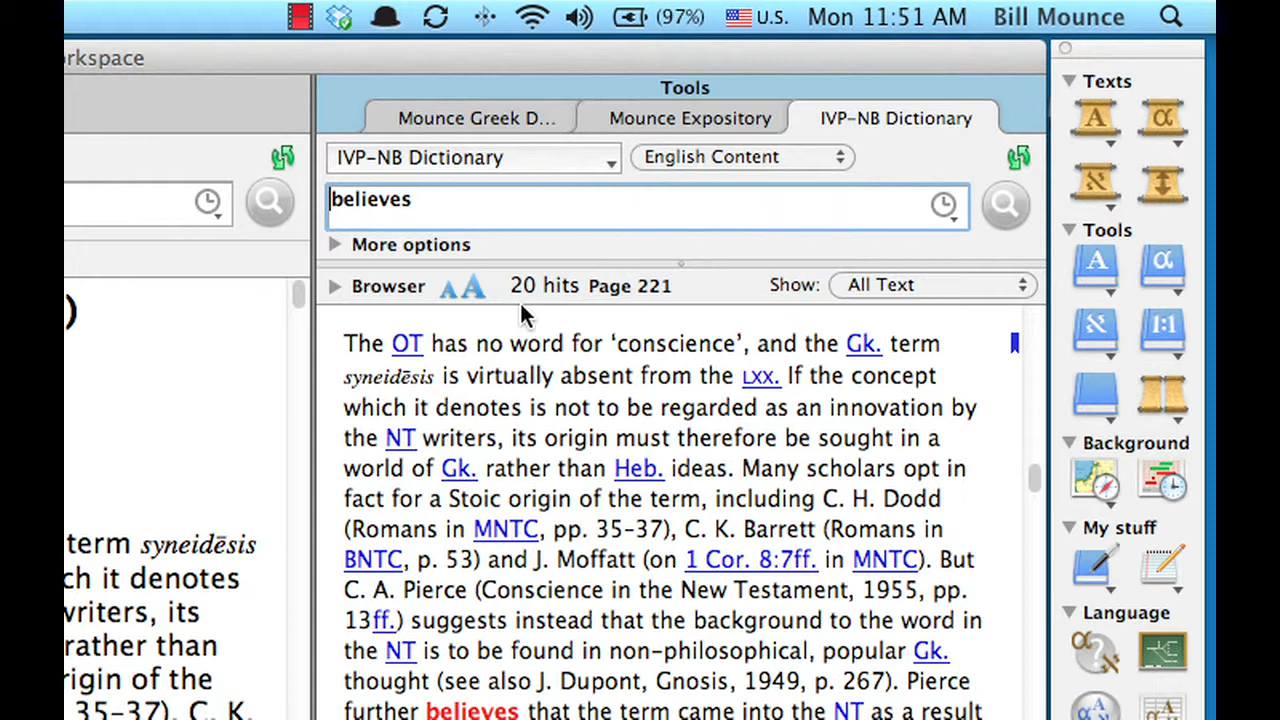 (97%) U.S. Mon 11:51 AM Bill Mounce
orkspace
Tools
Mounce Greek D... Mounce Expository IVP-NB Dictionary
IVP-NB Dictionary English Content
believes
More options
Browser AA 20 hits Page 221 Show: All Text
The OT has no word for ‘conscience’, and the Gk. term
syneidēsis is virtually absent from the LXX. If the concept
which it denotes is not to be regarded as an innovation by
the NT writers, its origin must therefore be sought in a
world of Gk. rather than Heb. ideas. Many scholars opt in
fact for a Stoic origin of the term, including C. H. Dodd
(Romans in MNTC, pp. 35–37), C. K. Barrett (Romans in
BNTC, p. 53) and J. Moffatt (on 1 Cor. 8:7ff. in MNTC). But
C. A. Pierce (Conscience in the New Testament, 1955, pp.
13ff.) suggests instead that the background to the word in
the NT is to be found in non-philosophical, popular Gk.
thought (see also J. Dupont, Gnosis, 1949, p. 267). Pierce
further believes that the term came into the NT as a result
)
term syneidēsis
ch it denotes
writers, its
rather than
rigin of the
35–37), C. K.
Texts
A α
א
Tools
A α
א 1:1
Background
My stuff
Language
α ? א